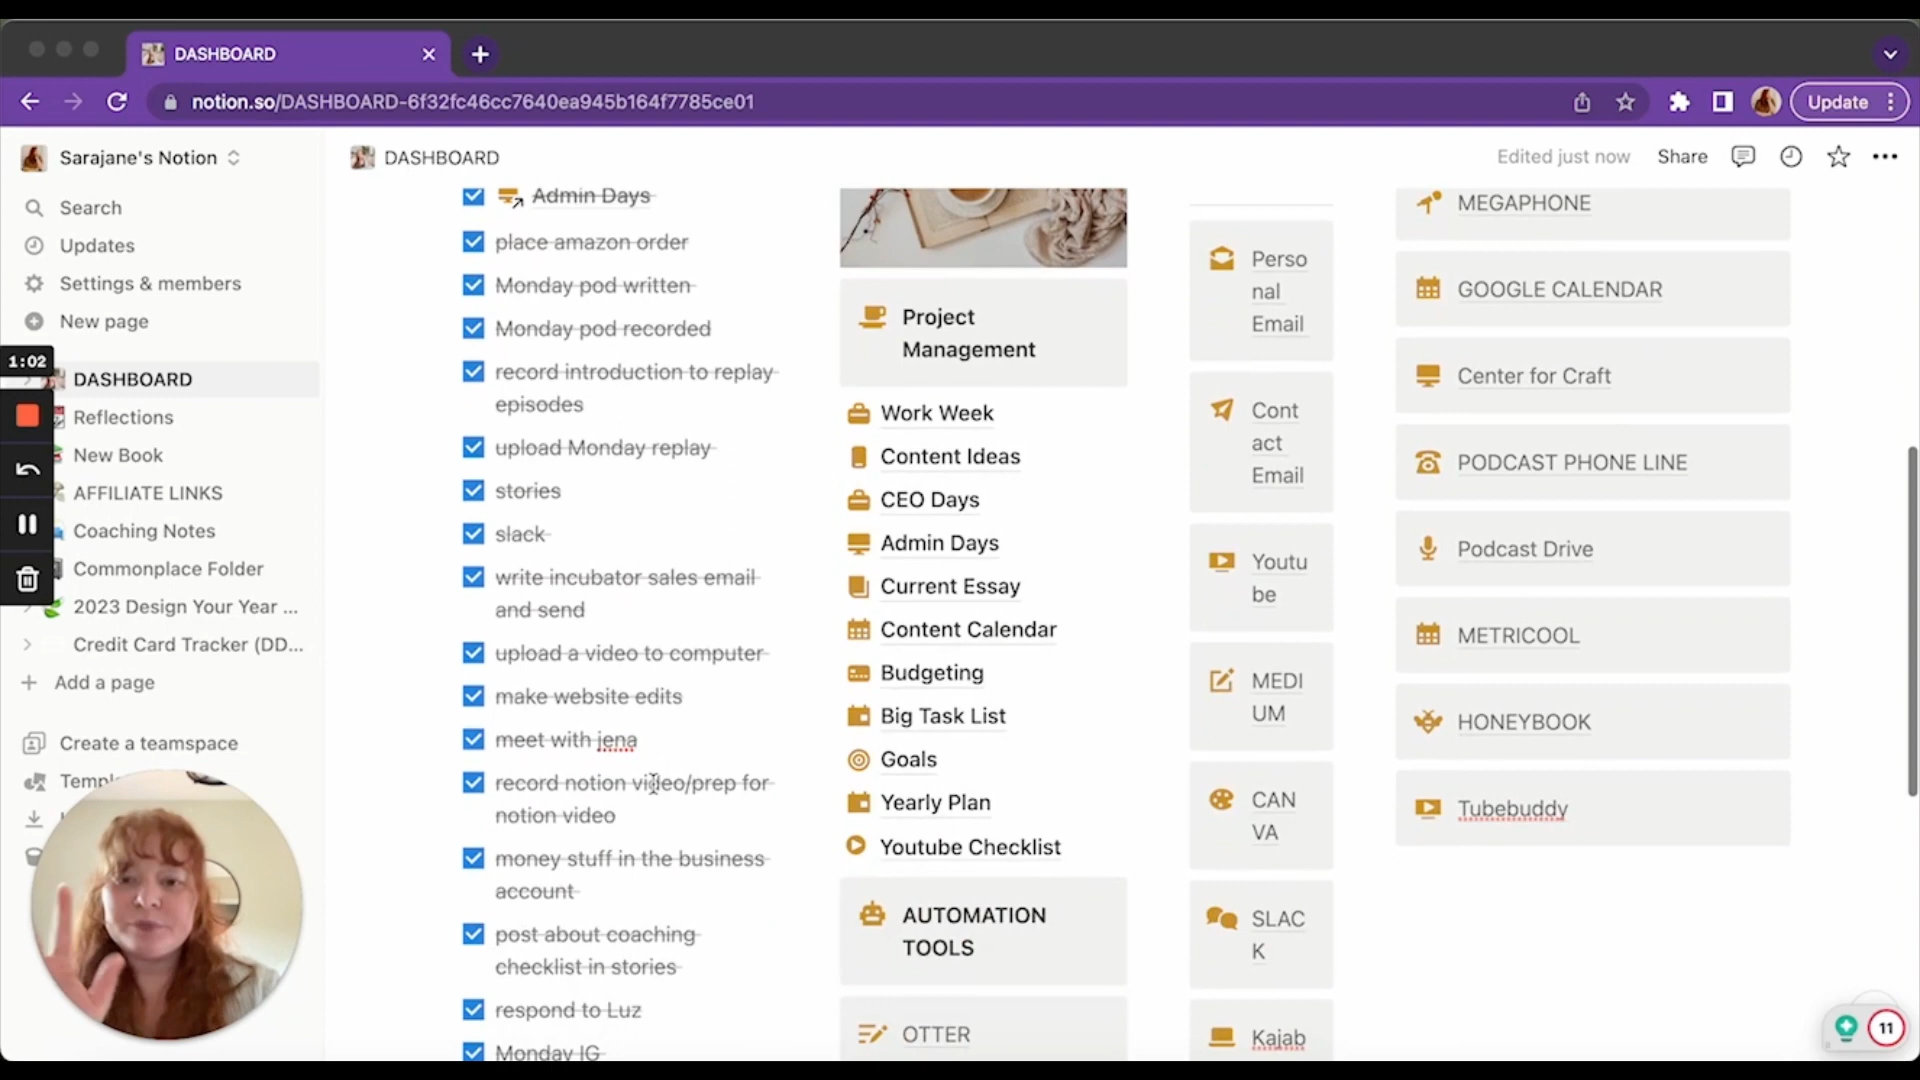 DASHBOARD
notion.so/DASHBOARD-6f32fc46cc7640ea945b164f7785ce01
Update
Sarajane's Notion
DASHBOARD
Edited just now
Share
Search
Updates
Settings & members
New page
1:02
DASHBOARD
Reflections
New Book
AFFILIATE LINKS
Coaching Notes
Commonplace Folder
2023 Design Your Year ...
Credit Card Tracker (DD...
Add a page
Create a teamspace
Templ
Admin Days
place amazon order
Monday pod written
Monday pod recorded
record introduction to replay
episodes
upload Monday replay
stories
slack
write incubator sales email
and send
upload a video to computer
make website edits
meet with jena
record notion video/prep for
notion video
money stuff in the business
account
post about coaching
checklist in stories
respond to Luz
Monday IG
Project
Management
Work Week
Content Ideas
CEO Days
Admin Days
Current Essay
Content Calendar
Budgeting
Big Task List
Goals
Yearly Plan
Youtube Checklist
AUTOMATION
TOOLS
OTTER
Perso
nal
Email
Cont
act
Email
Youtu
be
MEDI
UM
CAN
VA
SLAC
K
Kajab
MEGAPHONE
GOOGLE CALENDAR
Center for Craft
PODCAST PHONE LINE
Podcast Drive
METRICOOL
HONEYBOOK
Tubebuddy
11